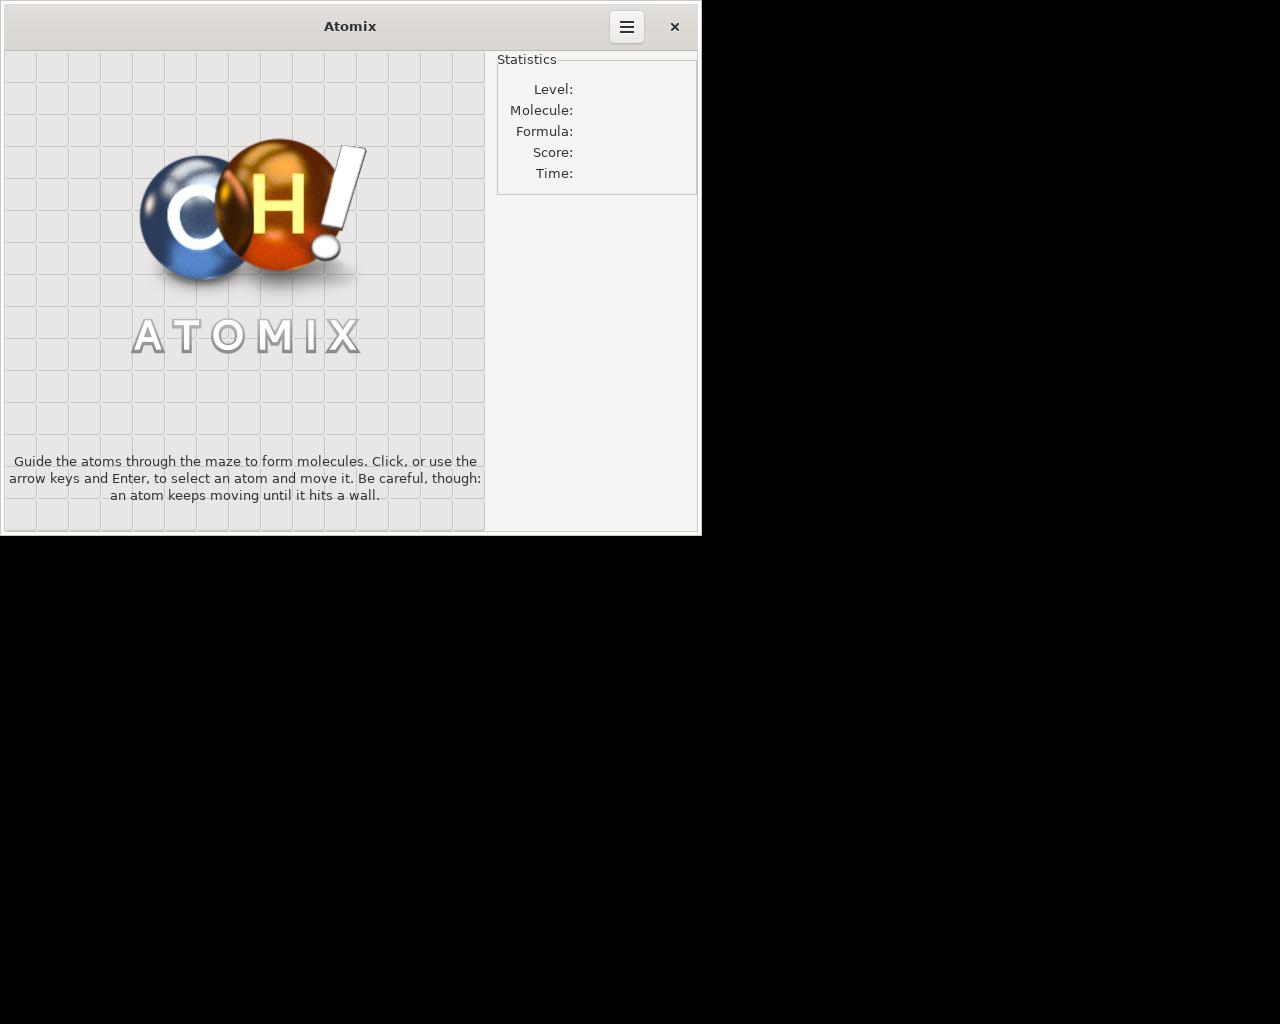 Atomix
Statistics
Level:
Molecule:
Formula:
Score:
Time:
C H !
ATOMIX
Guide the atoms through the maze to form molecules. Click, or use the
arrow keys and Enter, to select an atom and move it. Be careful, though:
an atom keeps moving until it hits a wall.